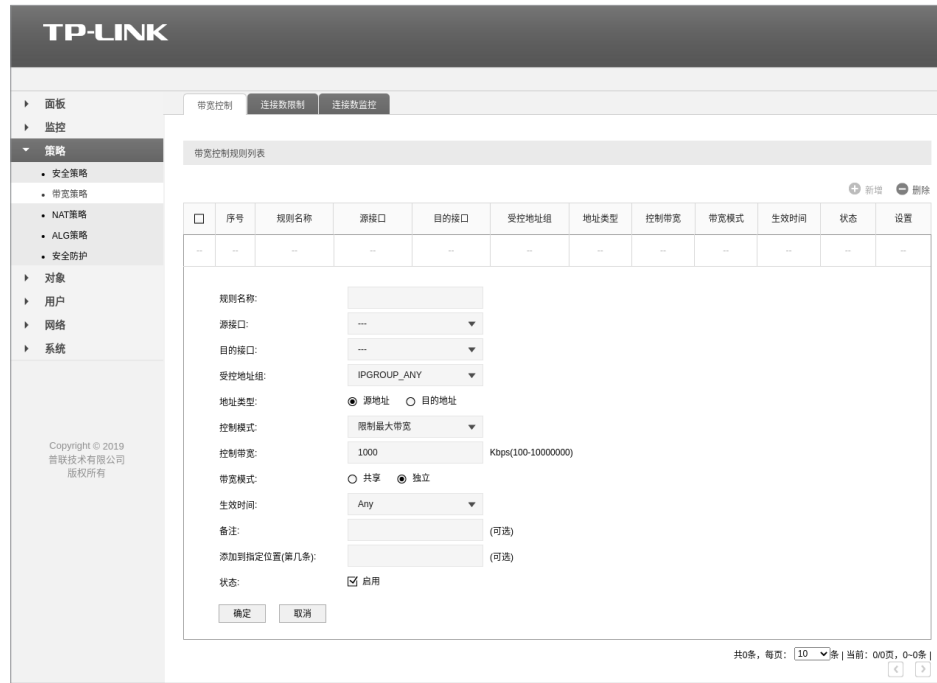 TP-LINK
面板
监控
策略
安全策略
带宽策略
NAT策略
ALG策略
安全防护
对象
用户
网络
系统
Copyright © 2019
普联技术有限公司
版权所有
带宽控制 连接数限制 连接数监控
带宽控制规则列表
新增 删除
序号 规则名称 源接口 目的接口 受控地址组 地址类型 控制带宽 带宽模式 生效时间 状态 设置
-- -- -- -- -- -- -- -- -- -- -- --
规则名称:
源接口: ---
目的接口: ---
受控地址组: IPGROUP_ANY
地址类型: 源地址 目的地址
控制模式: 限制最大带宽
控制带宽: 1000 Kbps(100-10000000)
带宽模式: 共享 独立
生效时间: Any
备注: (可选)
添加到指定位置(第几条): (可选)
状态: 启用
确定 取消
共0条，每页： 10 条 | 当前：0/0页，0~0条 |